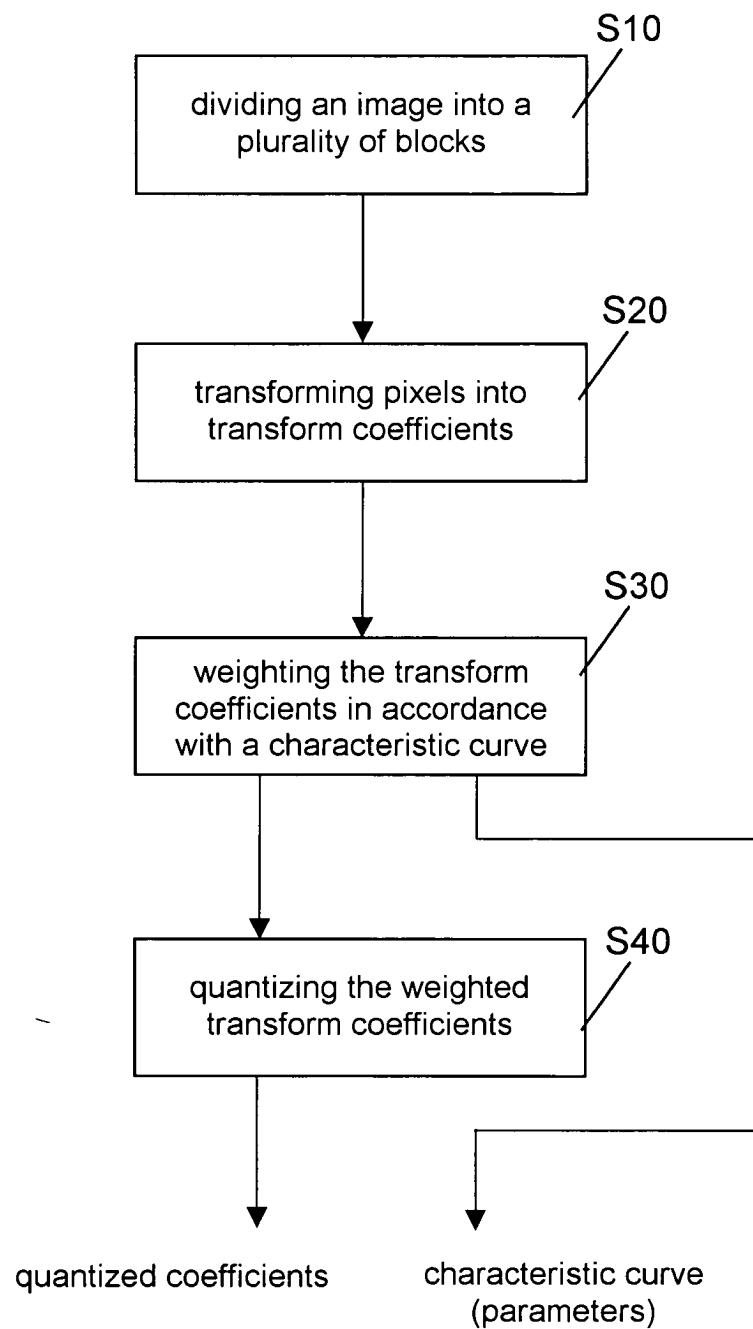 S10
dividing an image into a
plurality of blocks
S20
transforming pixels into
transform coefficients
S30
weighting the transform
coefficients in accordance
with a characteristic curve
S40
quantizing the weighted
transform coefficients
quantized coefficients
characteristic curve
(parameters)